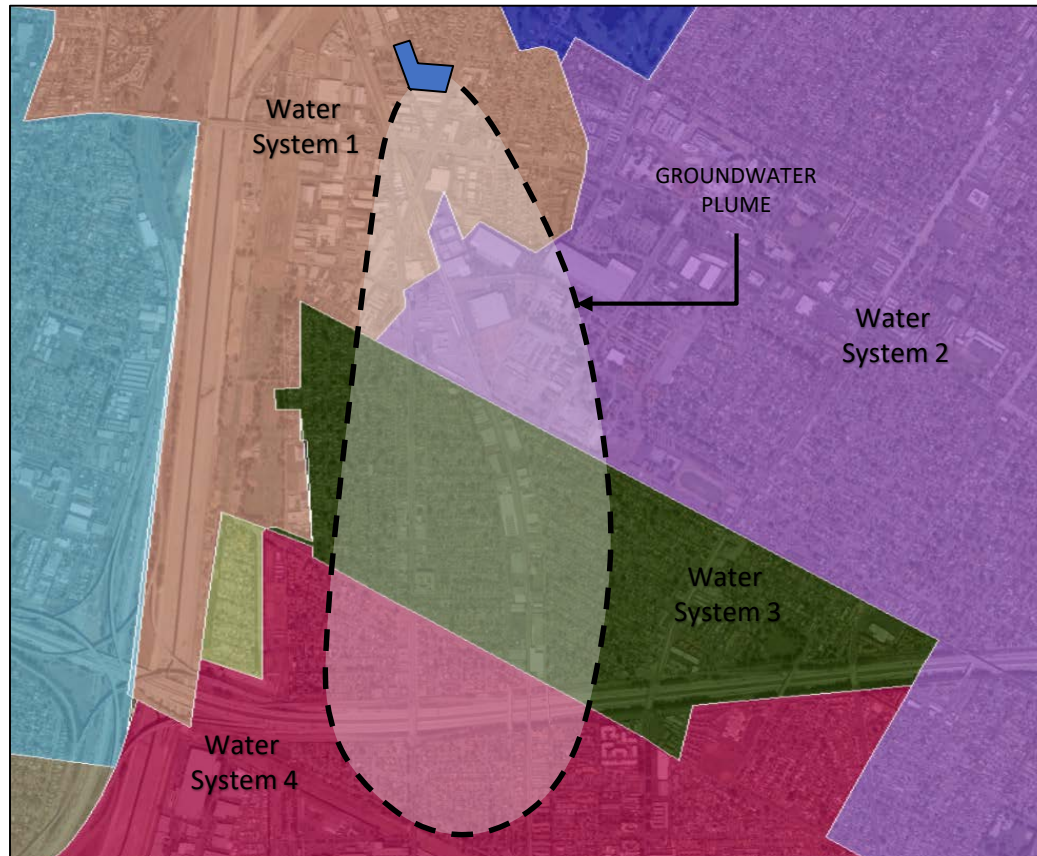 Water
System 1
GROUNDWATER
PLUME
Water
System 2
Water
System 3
Water
System 4